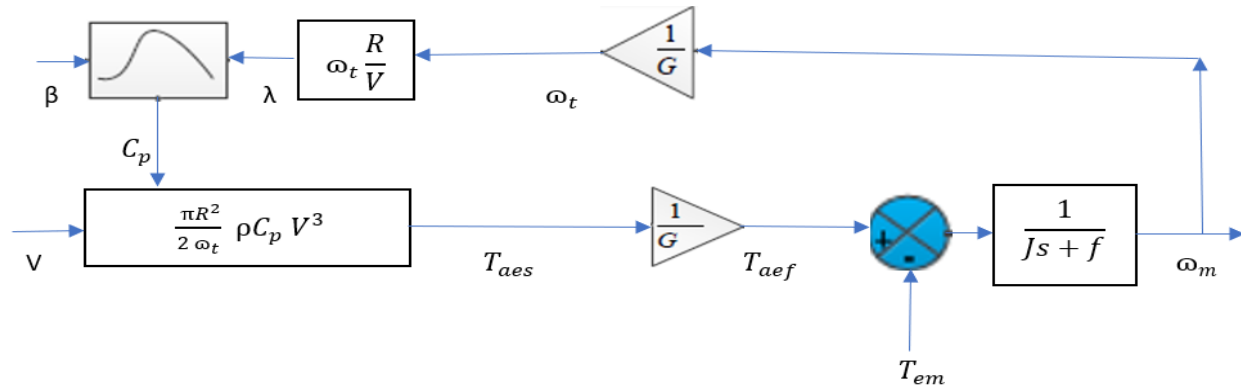 β
λ
ω_t R/V
ω_t
1/G
C_p
V
πR²/(2 ω_t) ρC_p V³
T_aes
1/G
T_aef
+
-
T_em
1/(Js + f)
ω_m